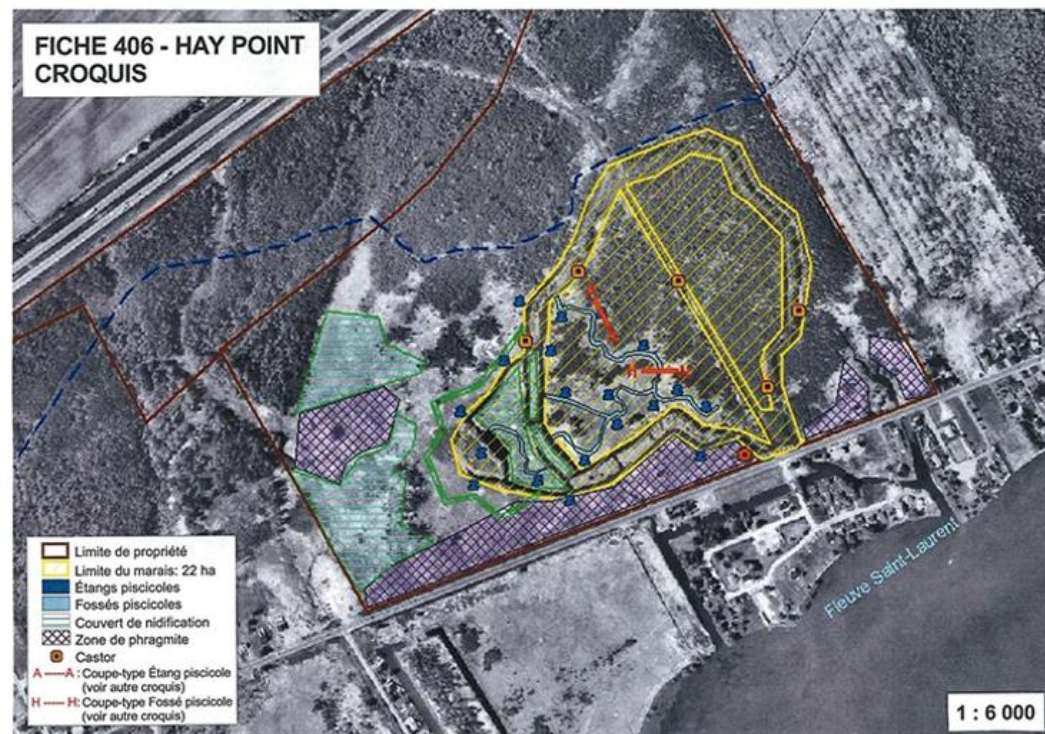 FICHE 406 - HAY POINT
CROQUIS
H H
Fleuve Saint-Laurent
Limite de propriété
Limite du marais: 22 ha
Étangs piscicoles
Fossés piscicoles
Couvert de nidification
Zone de phragmite
Castor
A ----- A : Coupe-type Étang piscicole
(voir autre croquis)
H ----- H: Coupe-type Fossé piscicole
(voir autre croquis)
1 : 6 000